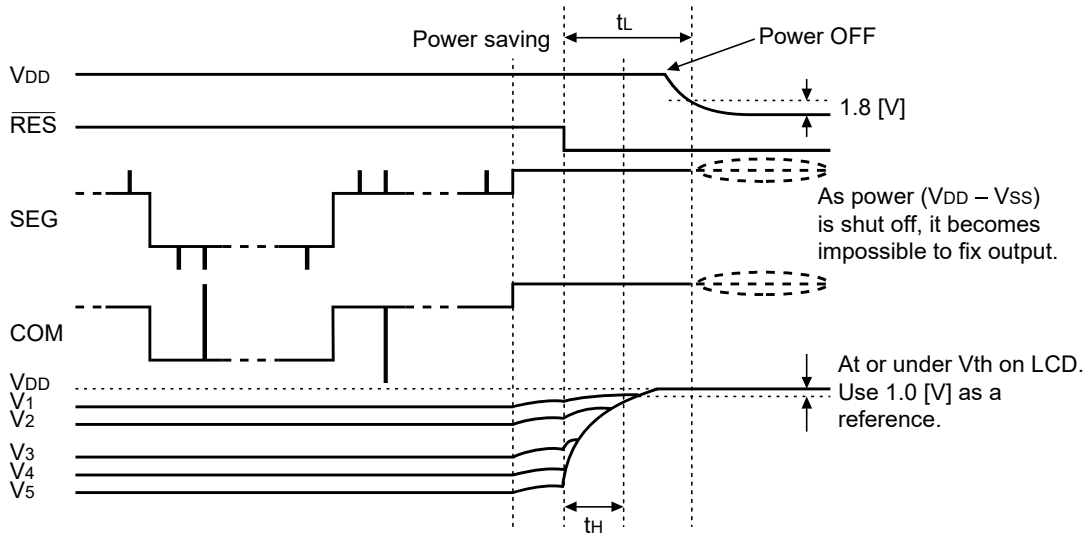 tL
Power saving
Power OFF
VDD
1.8 [V]
RES
SEG
As power (VDD – VSS)
is shut off, it becomes
impossible to fix output.
COM
VDD
V1
V2
V3
V4
V5
At or under Vth on LCD.
Use 1.0 [V] as a
reference.
tH